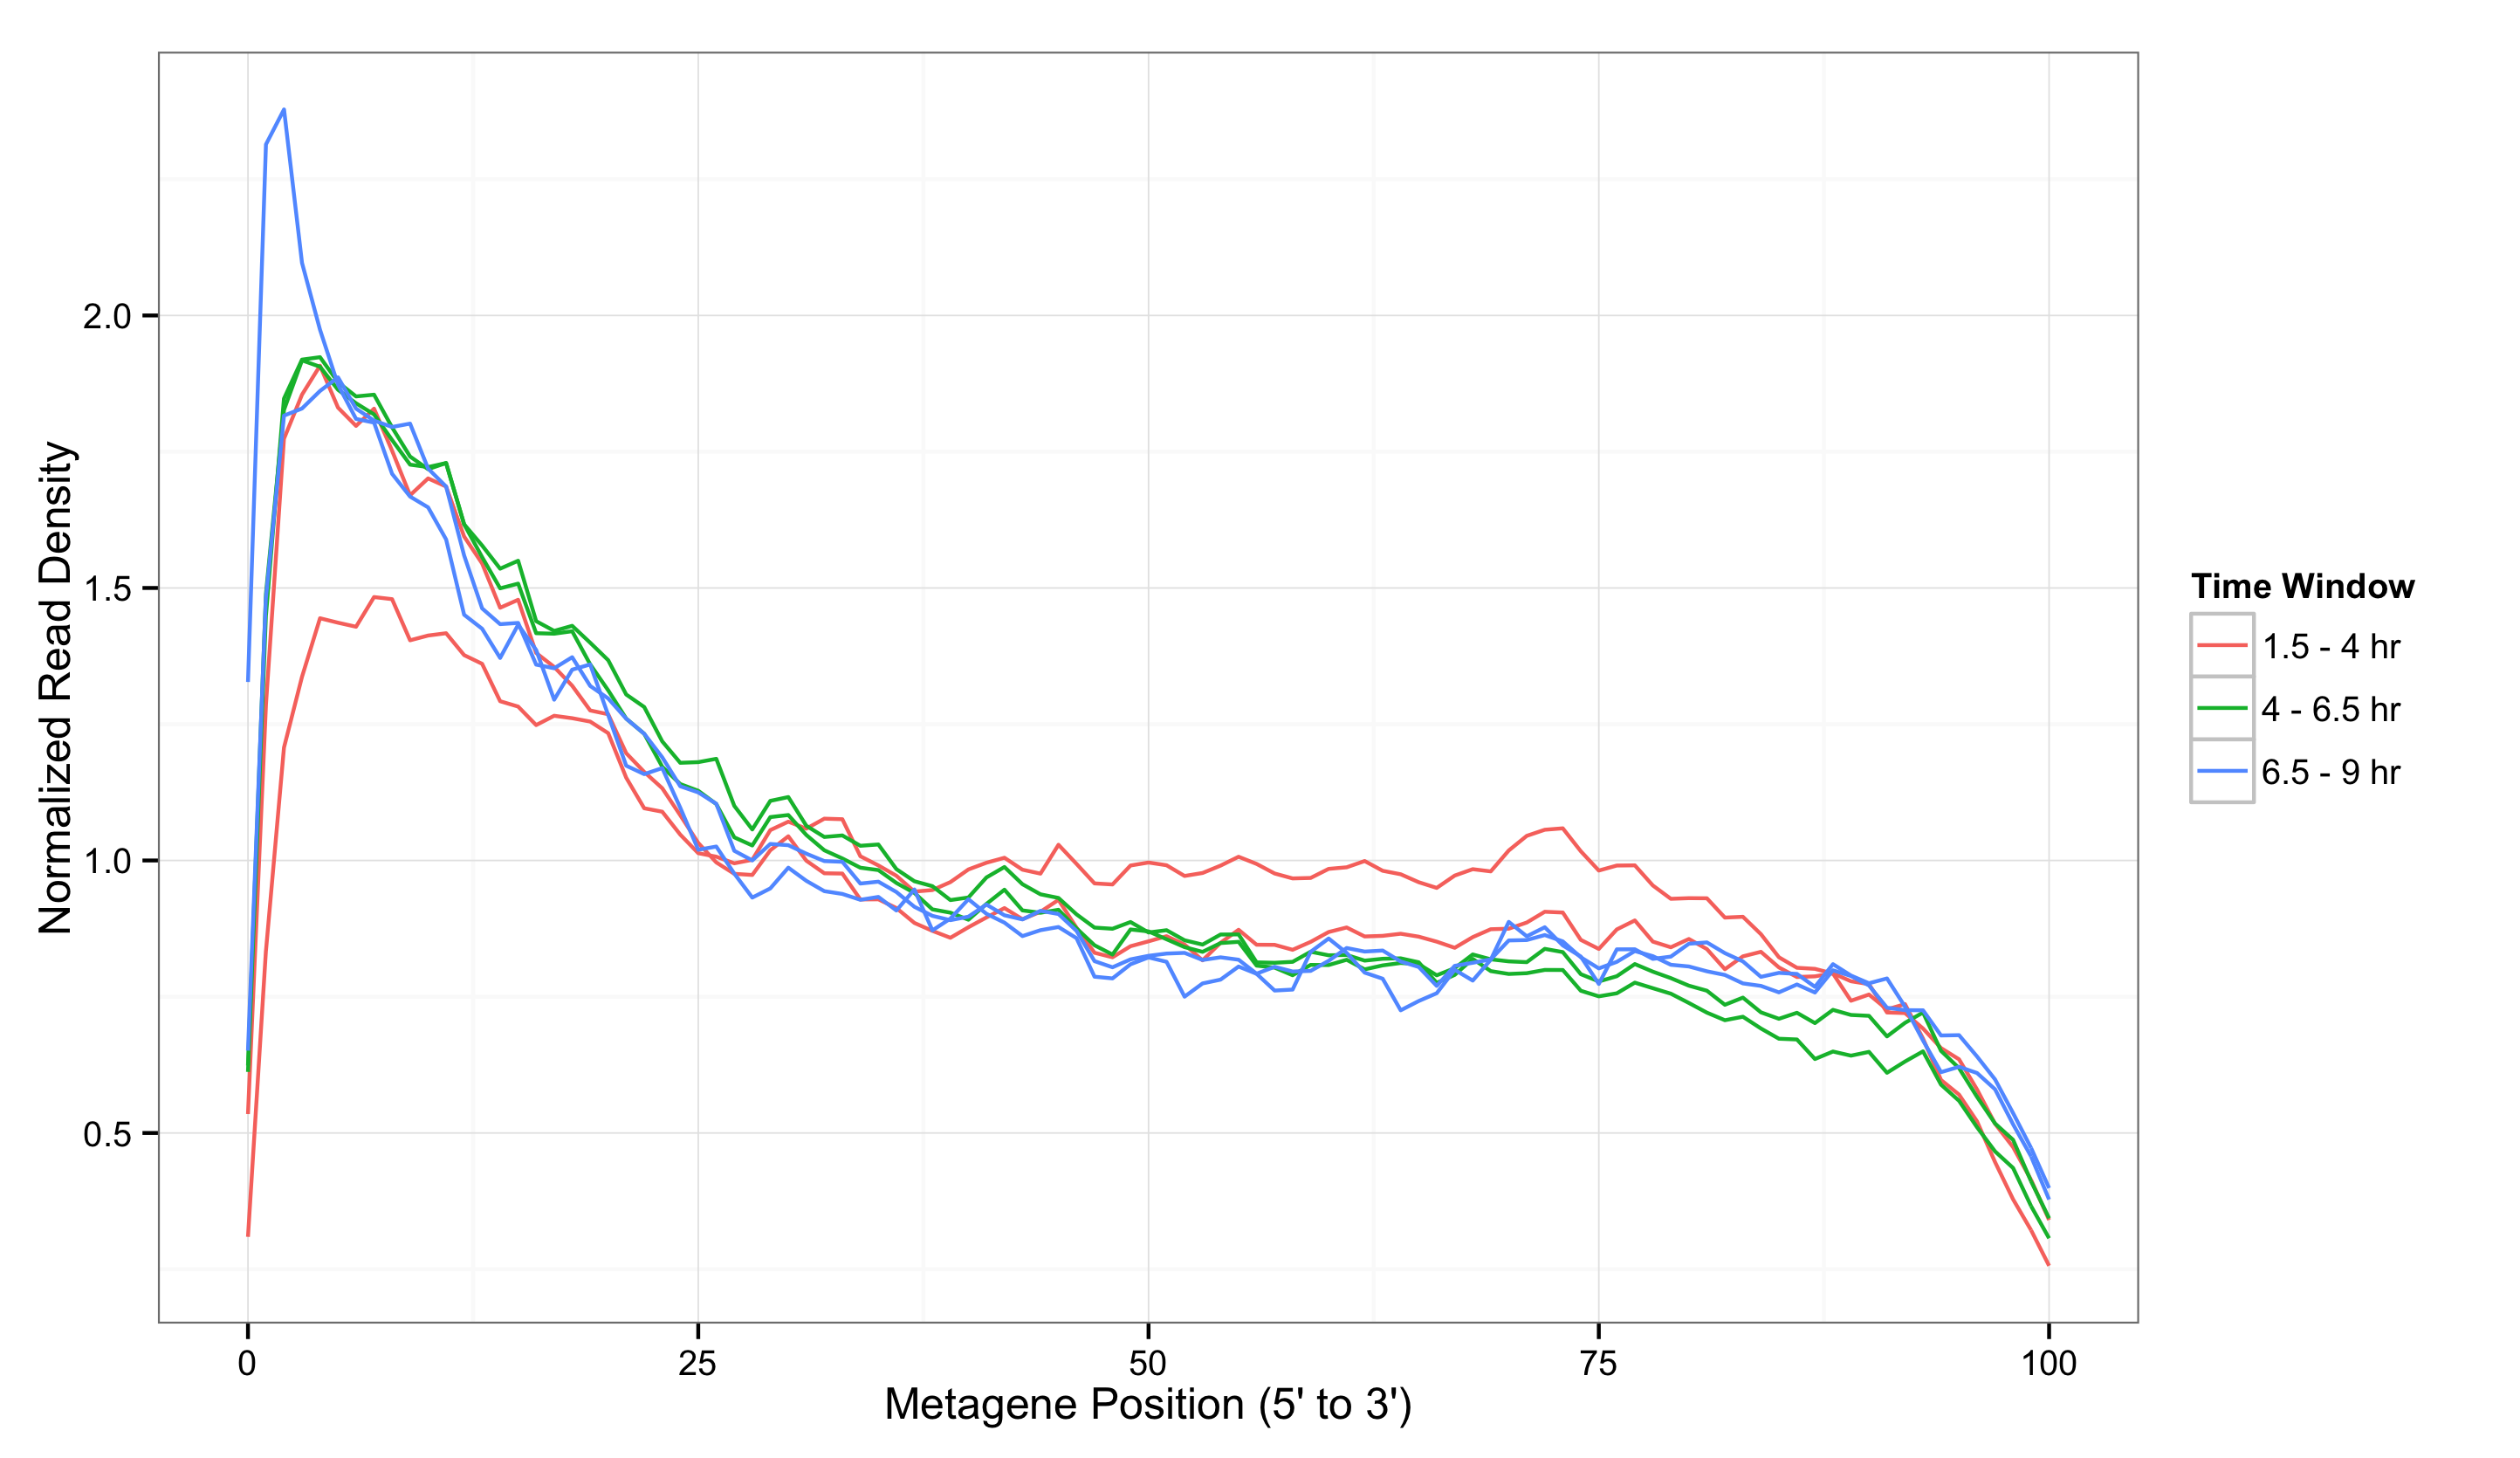 2.0
1.5
1.0
0.5
Normalized Read Density
0 25 50 75 100
Metagene Position (5' to 3')
Time Window
1.5 - 4 hr
4 - 6.5 hr
6.5 - 9 hr